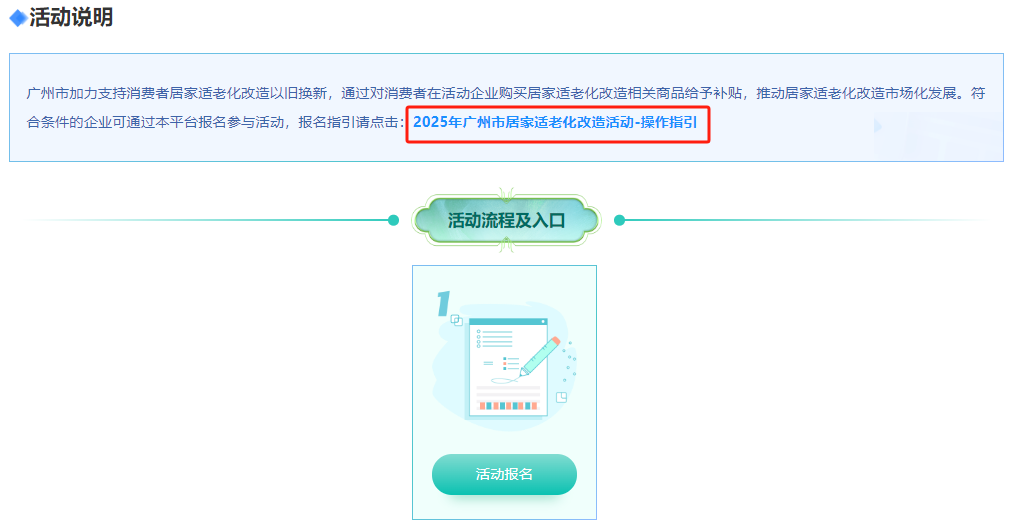 活动说明
广州市加力支持消费者居家适老化改造以旧换新，通过对消费者在活动企业购买居家适老化改造相关商品给予补贴，推动居家适老化改造市场化发展。符
合条件的企业可通过本平台报名参与活动，报名指引请点击：2025年广州市居家适老化改造活动-操作指引
活动流程及入口
1
活动报名